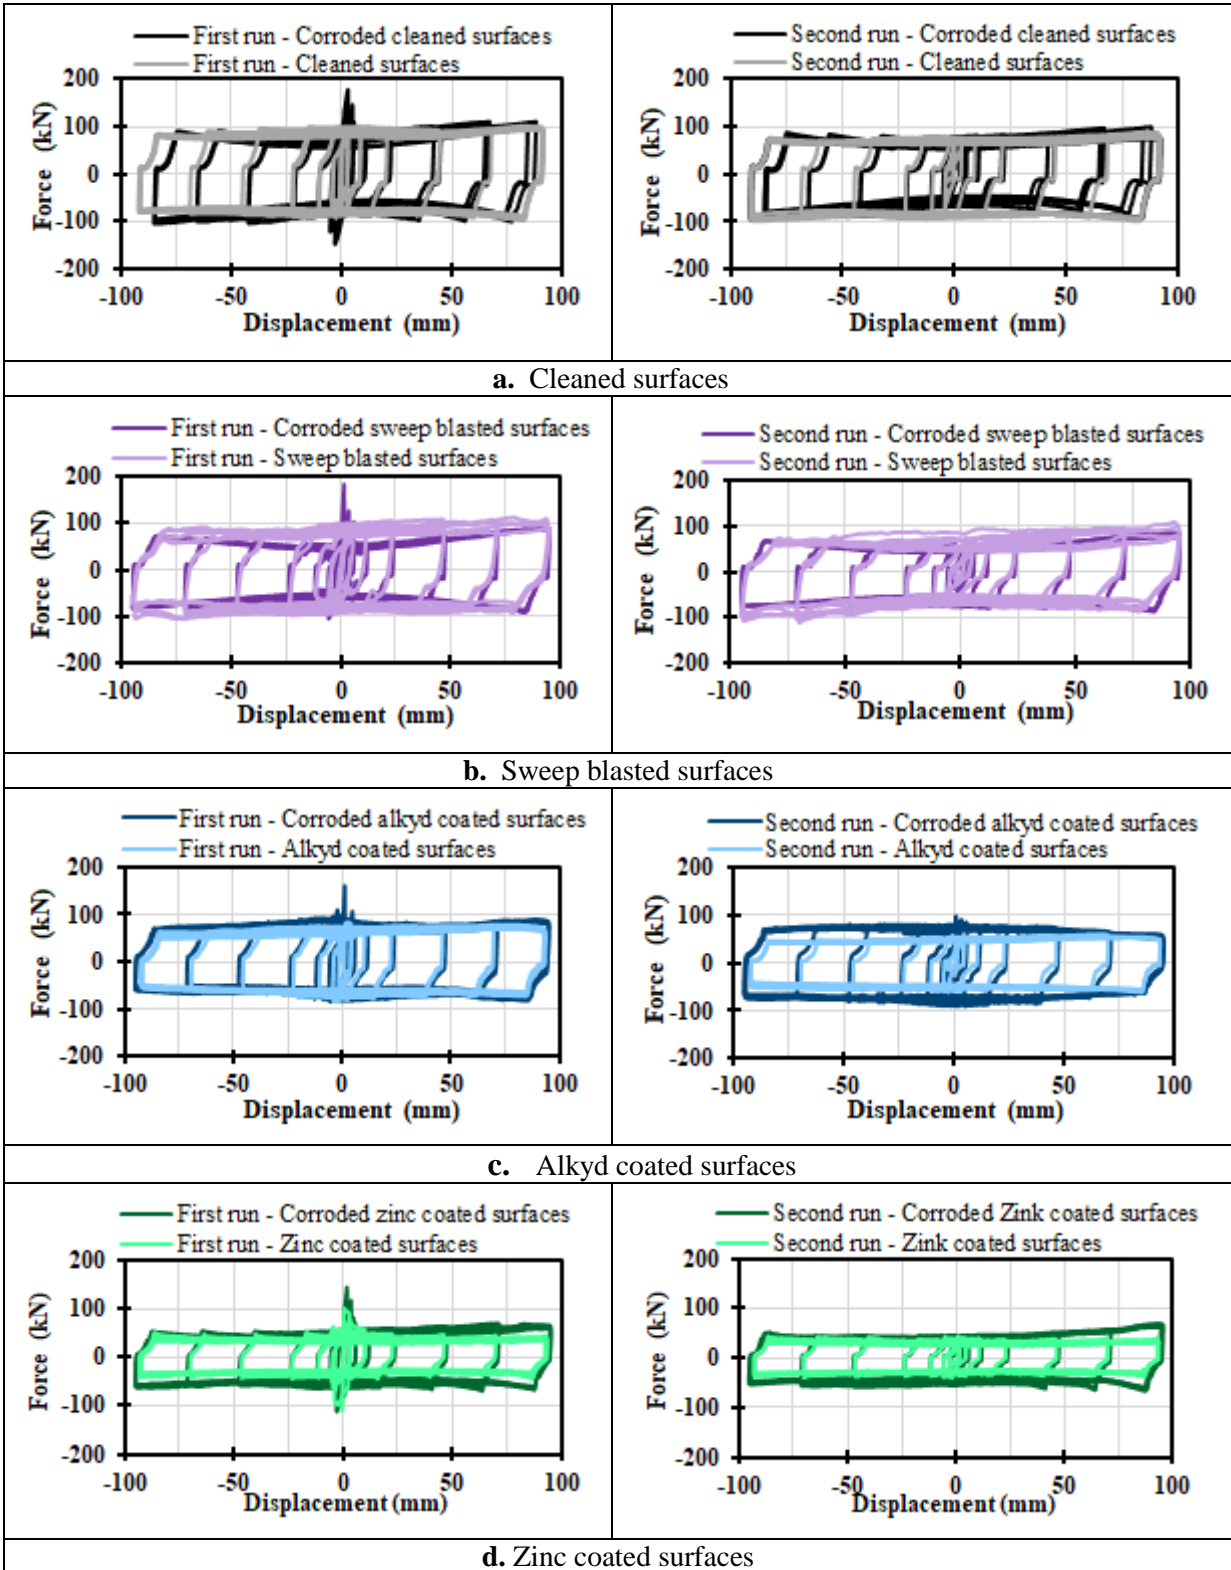 First run - Corroded cleaned surfaces
First run - Cleaned surfaces
200
100
0
-100
-200
Force (kN)
-100 -50 0 50 100
Displacement (mm)
Second run - Corroded cleaned surfaces
Second run - Cleaned surfaces
200
100
0
-100
-200
Force (kN)
-100 -50 0 50 100
Displacement (mm)
a. Cleaned surfaces
First run - Corroded sweep blasted surfaces
First run - Sweep blasted surfaces
200
100
0
-100
-200
Force (kN)
-100 -50 0 50 100
Displacement (mm)
Second run - Corroded sweep blasted surfaces
Second run - Sweep blasted surfaces
200
100
0
-100
-200
Force (kN)
-100 -50 0 50 100
Displacement (mm)
b. Sweep blasted surfaces
First run - Corroded alkyd coated surfaces
First run - Alkyd coated surfaces
200
100
0
-100
-200
Force (kN)
-100 -50 0 50 100
Displacement (mm)
Second run - Corroded alkyd coated surfaces
Second run - Alkyd coated surfaces
200
100
0
-100
-200
Force (kN)
-100 -50 0 50 100
Displacement (mm)
c. Alkyd coated surfaces
First run - Corroded zinc coated surfaces
First run - Zinc coated surfaces
200
100
0
-100
-200
Force (kN)
-100 -50 0 50 100
Displacement (mm)
Second run - Corroded Zink coated surfaces
Second run - Zink coated surfaces
200
100
0
-100
-200
Force (kN)
-100 -50 0 50 100
Displacement (mm)
d. Zinc coated surfaces